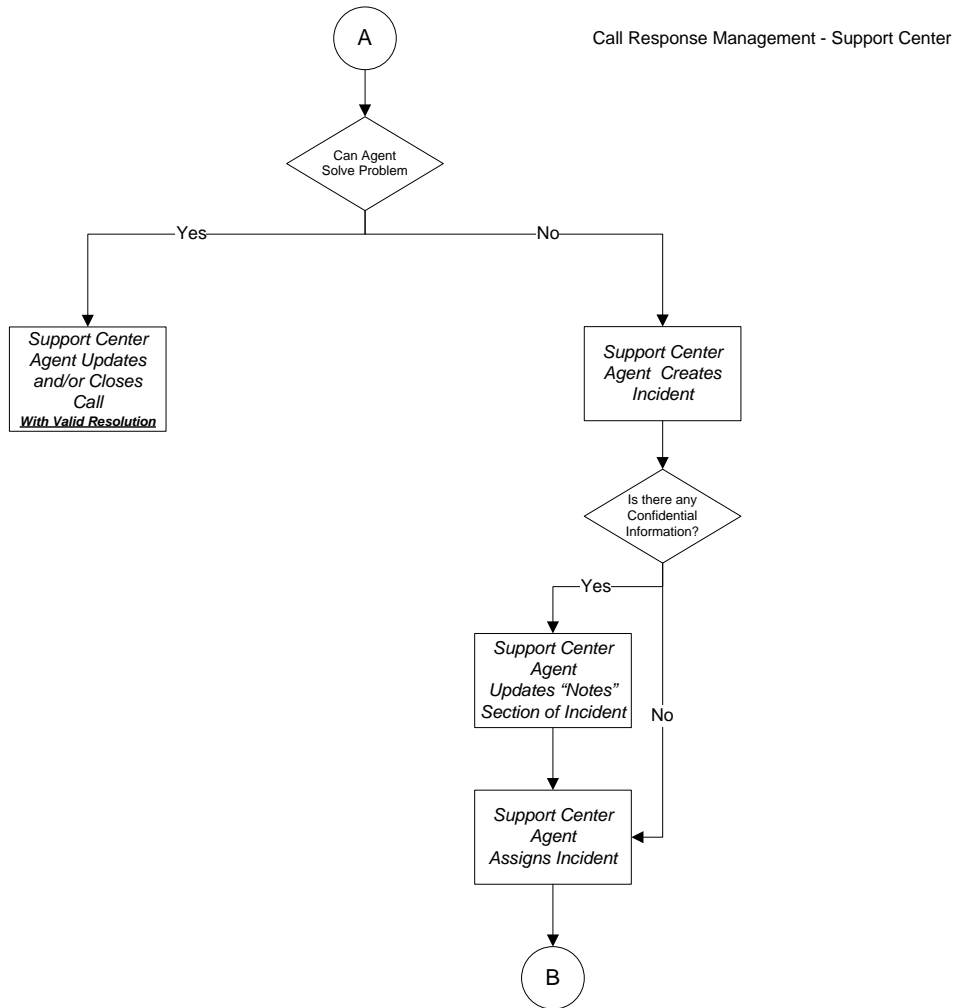 A
Call Response Management - Support Center
Can Agent
Solve Problem
Yes
No
Support Center
Agent Updates
and/or Closes
Call
With Valid Resolution
Support Center
Agent Creates
Incident
Is there any
Confidential
Information?
Yes
Support Center
Agent
Updates “Notes”
Section of Incident
No
Support Center
Agent
Assigns Incident
B